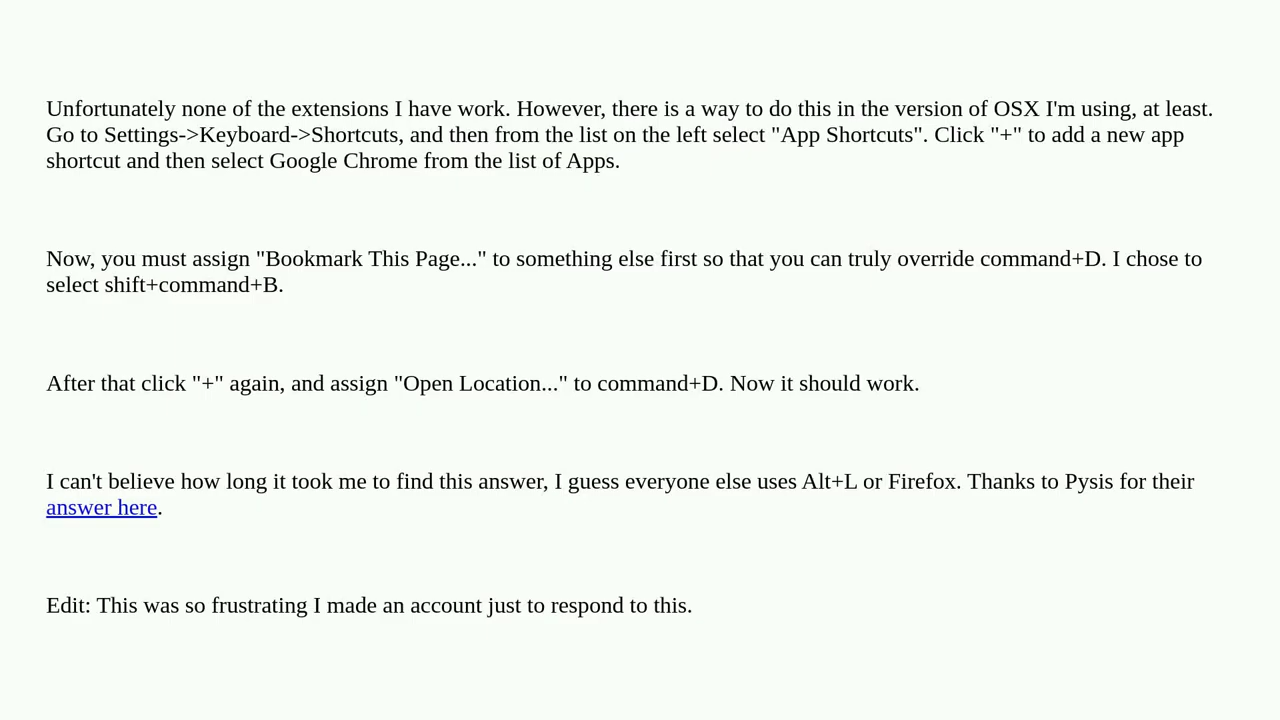 Unfortunately none of the extensions I have work. However, there is a way to do this in the version of OSX I'm using, at least.
Go to Settings->Keyboard->Shortcuts, and then from the list on the left select "App Shortcuts". Click "+" to add a new app
shortcut and then select Google Chrome from the list of Apps.
Now, you must assign "Bookmark This Page..." to something else first so that you can truly override command+D. I chose to
select shift+command+B.
After that click "+" again, and assign "Open Location..." to command+D. Now it should work.
I can't believe how long it took me to find this answer, I guess everyone else uses Alt+L or Firefox. Thanks to Pysis for their
answer here.
Edit: This was so frustrating I made an account just to respond to this.